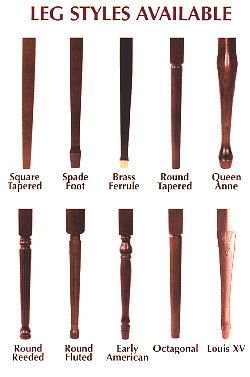 LEG STYLES AVAILABLE
Square Tapered
Spade Foot
Brass Ferrule
Round Tapered
Queen Anne
Round Reeded
Round Fluted
Early American
Octagonal
Louis XV